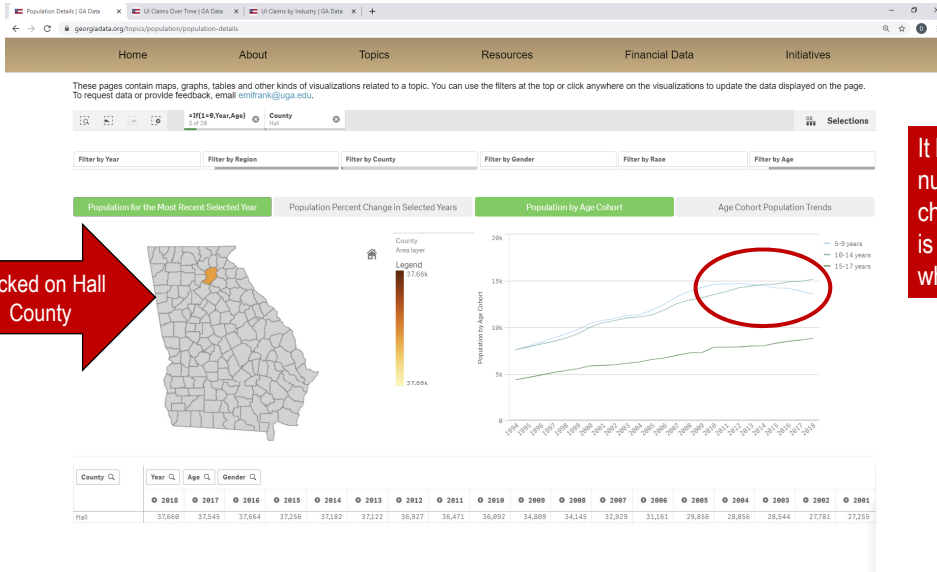 Population Details | GA Data
UI Claims Over Time | GA Data
UI Claims by Industry | GA Data
georgiadata.org/topics/population/population-details
D
Home About Topics Resources Financial Data Initiatives
These pages contain maps, graphs, tables and other kinds of visualizations related to a topic. You can use the filters at the top or click anywhere on the visualizations to update the data displayed on the page.
To request data or provide feedback, email emifrank@uga.edu.
=If(1=0,Year,Age)
3 of 20
County
Hall
Selections
Filter by Year Filter by Region Filter by County Filter by Gender Filter by Race Filter by Age
Population for the Most Recent Selected Year
Population Percent Change in Selected Years
Population by Age Cohort
Age Cohort Population Trends
cked on Hall
County
County
Area layer
Legend
37.66k
37.66k
Population by Age Cohort
20k
15k
10k
5k
0
1994 1995 1996 1997 1998 1999 2000 2001 2002 2003 2004 2005 2006 2007 2008 2009 2010 2011 2012 2013 2014 2015 2016 2017 2018
5-9 years
10-14 years
15-17 years
It
nu
ch
is
wh
County Year Age Gender
2018 2017 2016 2015 2014 2013 2012 2011 2010 2009 2008 2007 2006 2005 2004 2003 2002 2001
Hall 37,660 37,545 37,664 37,256 37,182 37,122 36,927 36,471 36,092 34,809 34,145 32,929 31,161 29,856 28,856 28,544 27,781 27,255